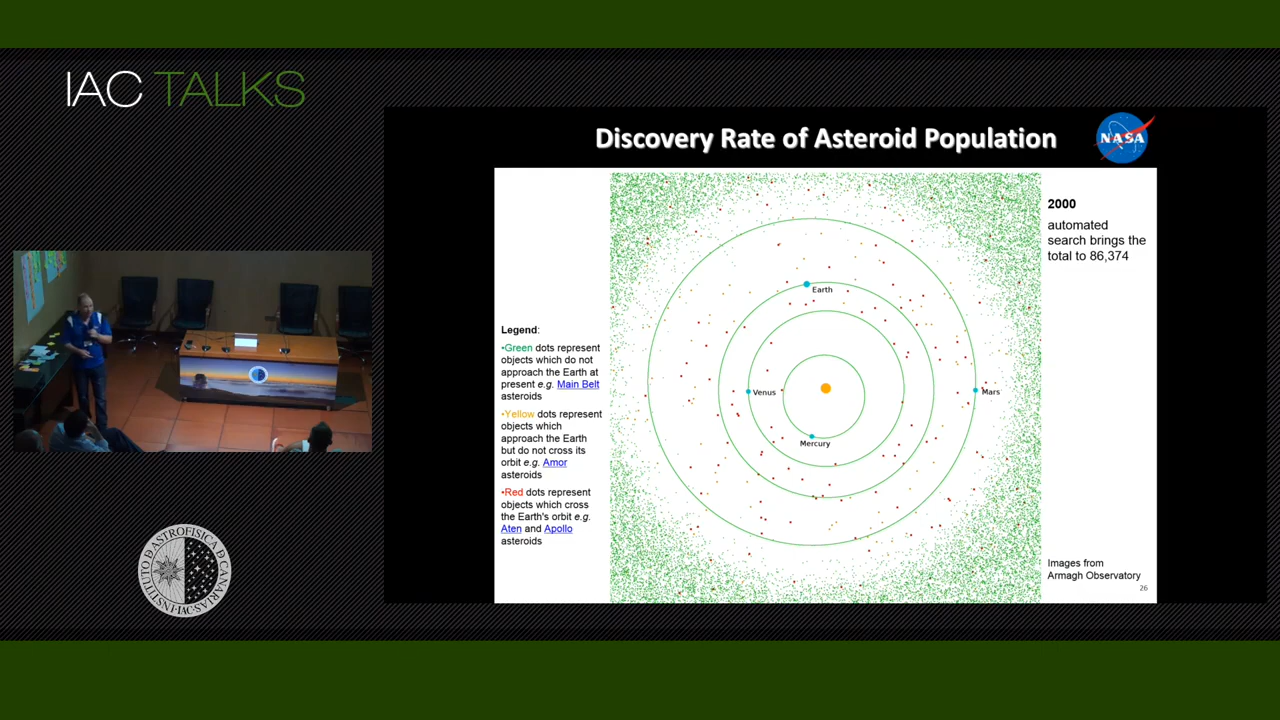 IAC TALKS
Discovery Rate of Asteroid Population
NASA
2000
automated
search brings the
total to 86,374
Earth
Venus
Mars
Mercury
Legend:
•Green dots represent
objects which do not
approach the Earth at
present e.g. Main Belt
asteroids
•Yellow dots represent
objects which
approach the Earth
but do not cross its
orbit e.g. Amor
asteroids
•Red dots represent
objects which cross
the Earth's orbit e.g.
Aten and Apollo
asteroids
Images from
Armagh Observatory
26
INSTITUTO D ASTROFISICA D CANARIAS
IAC